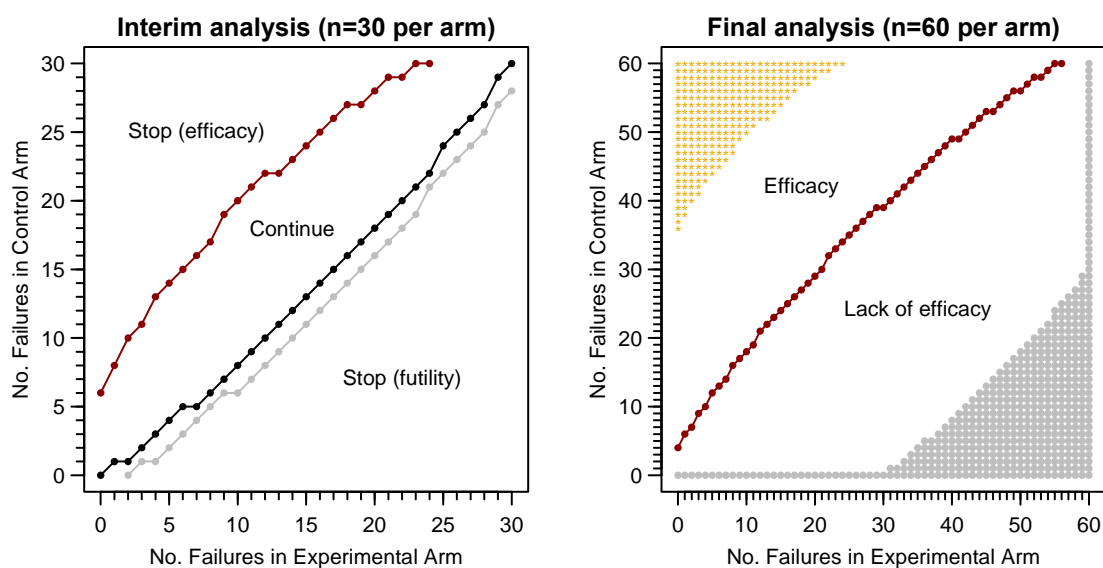 Interim analysis (n=30 per arm)
No. Failures in Control Arm
30
25
20
15
10
5
0
Stop (efficacy)
Continue
Stop (futility)
0 5 10 15 20 25 30
No. Failures in Experimental Arm
Final analysis (n=60 per arm)
No. Failures in Control Arm
60
50
40
30
20
10
0
Efficacy
Lack of efficacy
0 10 20 30 40 50 60
No. Failures in Experimental Arm